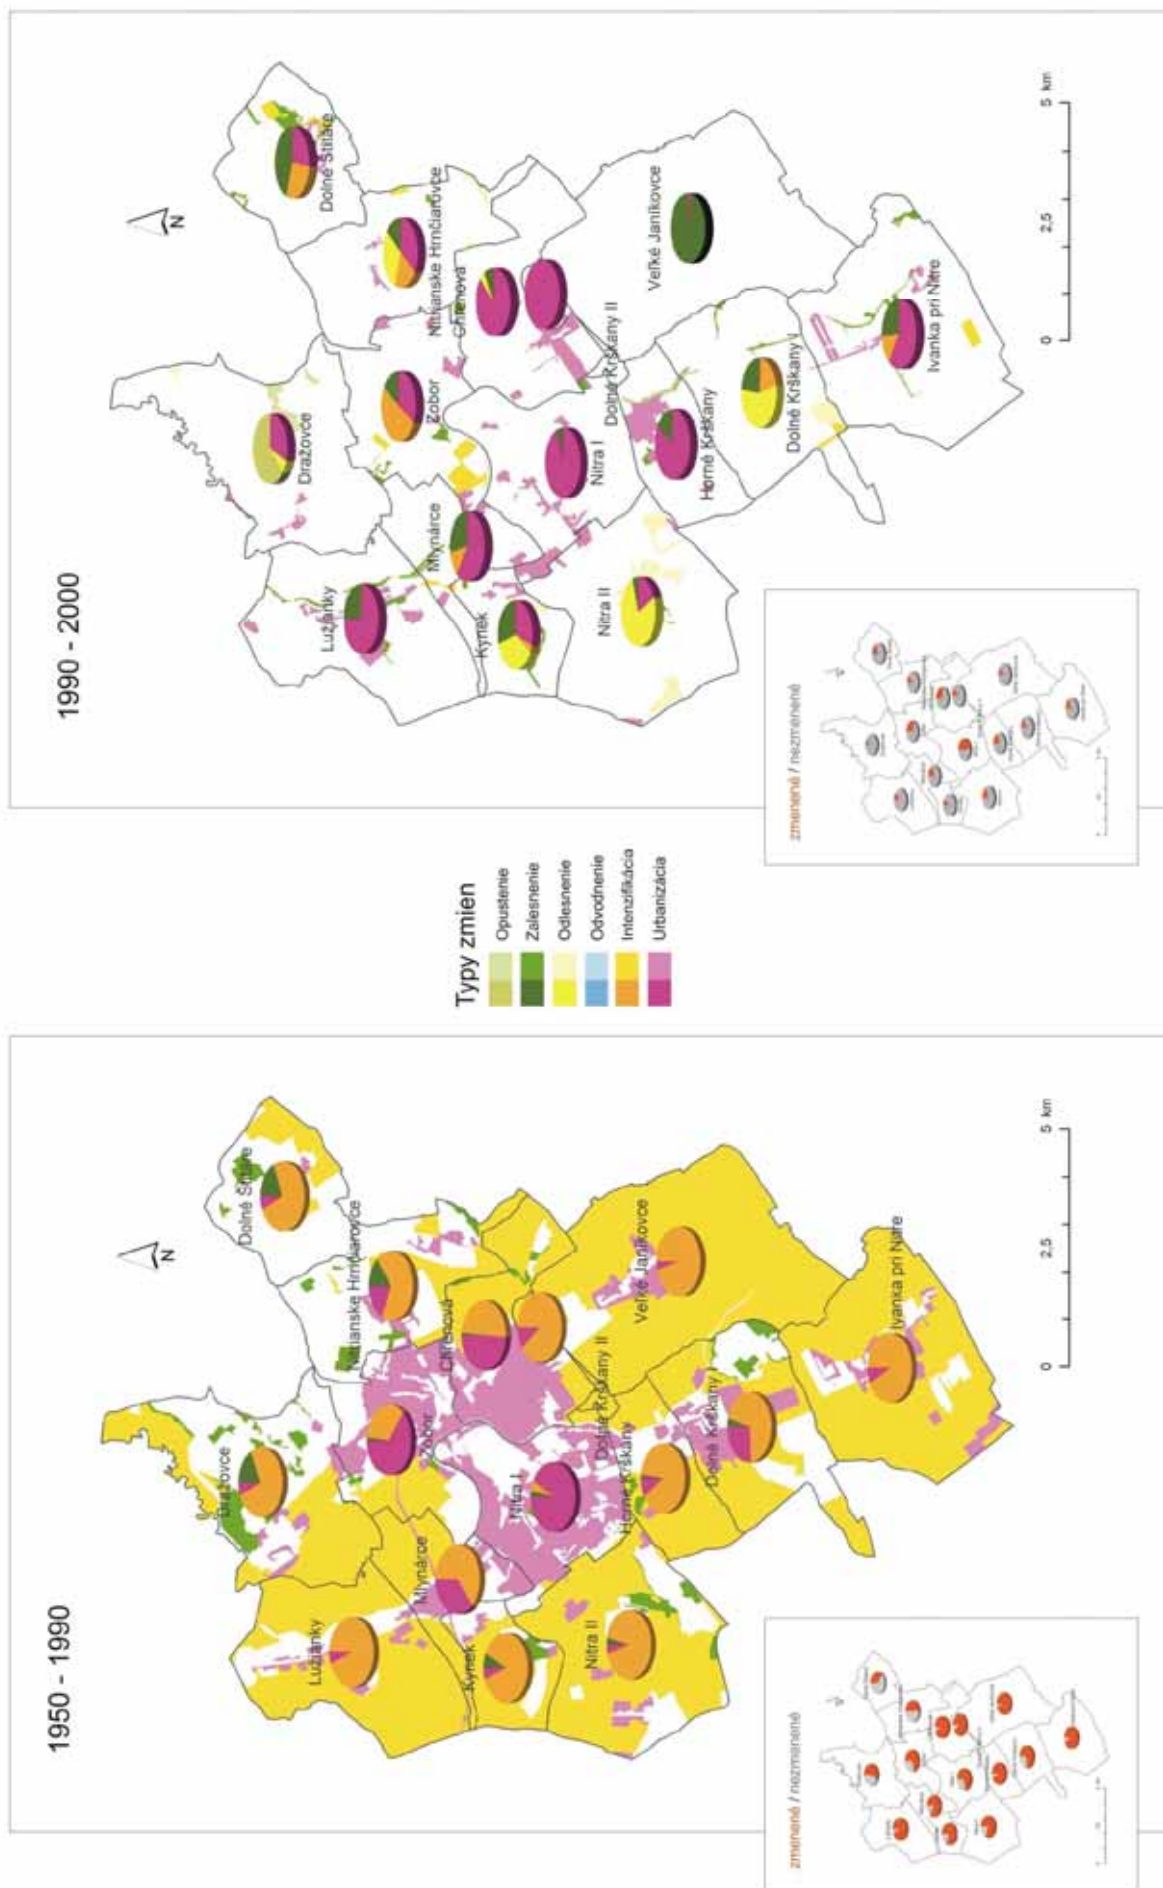 1950 - 1990
Dražovce
Dolné Štitáre
Lužianky
Zobor
Nitrianske Hrnčiarovce
Mlynárce
Chrenová
Kynek
Nitra I
Nitra II
Dolné Krškany II
Horné Krškany
Veľké Janíkovce
Dolné Krškany I
Ivanka pri Nitre
N
0 2,5 5 km
zmenené / nezmenené
Typy zmien
Opustenie
Zalesnenie
Odlesnenie
Odvodnenie
Intenzifikácia
Urbanizácia
1990 - 2000
Dražovce
Dolné Štitáre
Lužianky
Zobor
Nitrianske Hrnčiarovce
Mlynárce
Chrenová
Kynek
Nitra I
Nitra II
Dolné Krškany II
Horné Krškany
Veľké Janíkovce
Dolné Krškany I
Ivanka pri Nitre
N
0 2,5 5 km
zmenené / nezmenené